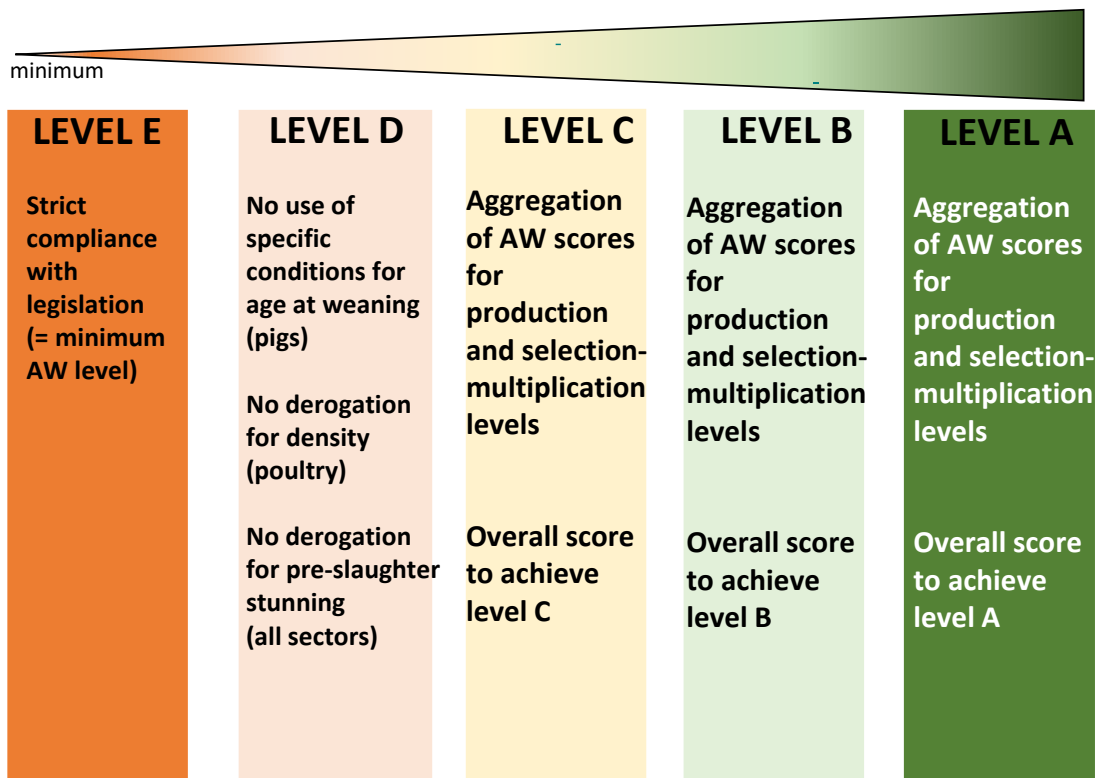 minimum
LEVEL E
Strict
compliance
with
legislation
(= minimum
AW level)
LEVEL D
No use of
specific
conditions for
age at weaning
(pigs)
No derogation
for density
(poultry)
No derogation
for pre-slaughter
stunning
(all sectors)
LEVEL C
Aggregation
of AW scores
for
production
and selection-
multiplication
levels
Overall score
to achieve
level C
LEVEL B
Aggregation
of AW scores
for
production
and selection-
multiplication
levels
Overall score
to achieve
level B
LEVEL A
Aggregation
of AW scores
for
production
and selection-
multiplication
levels
Overall score
to achieve
level A